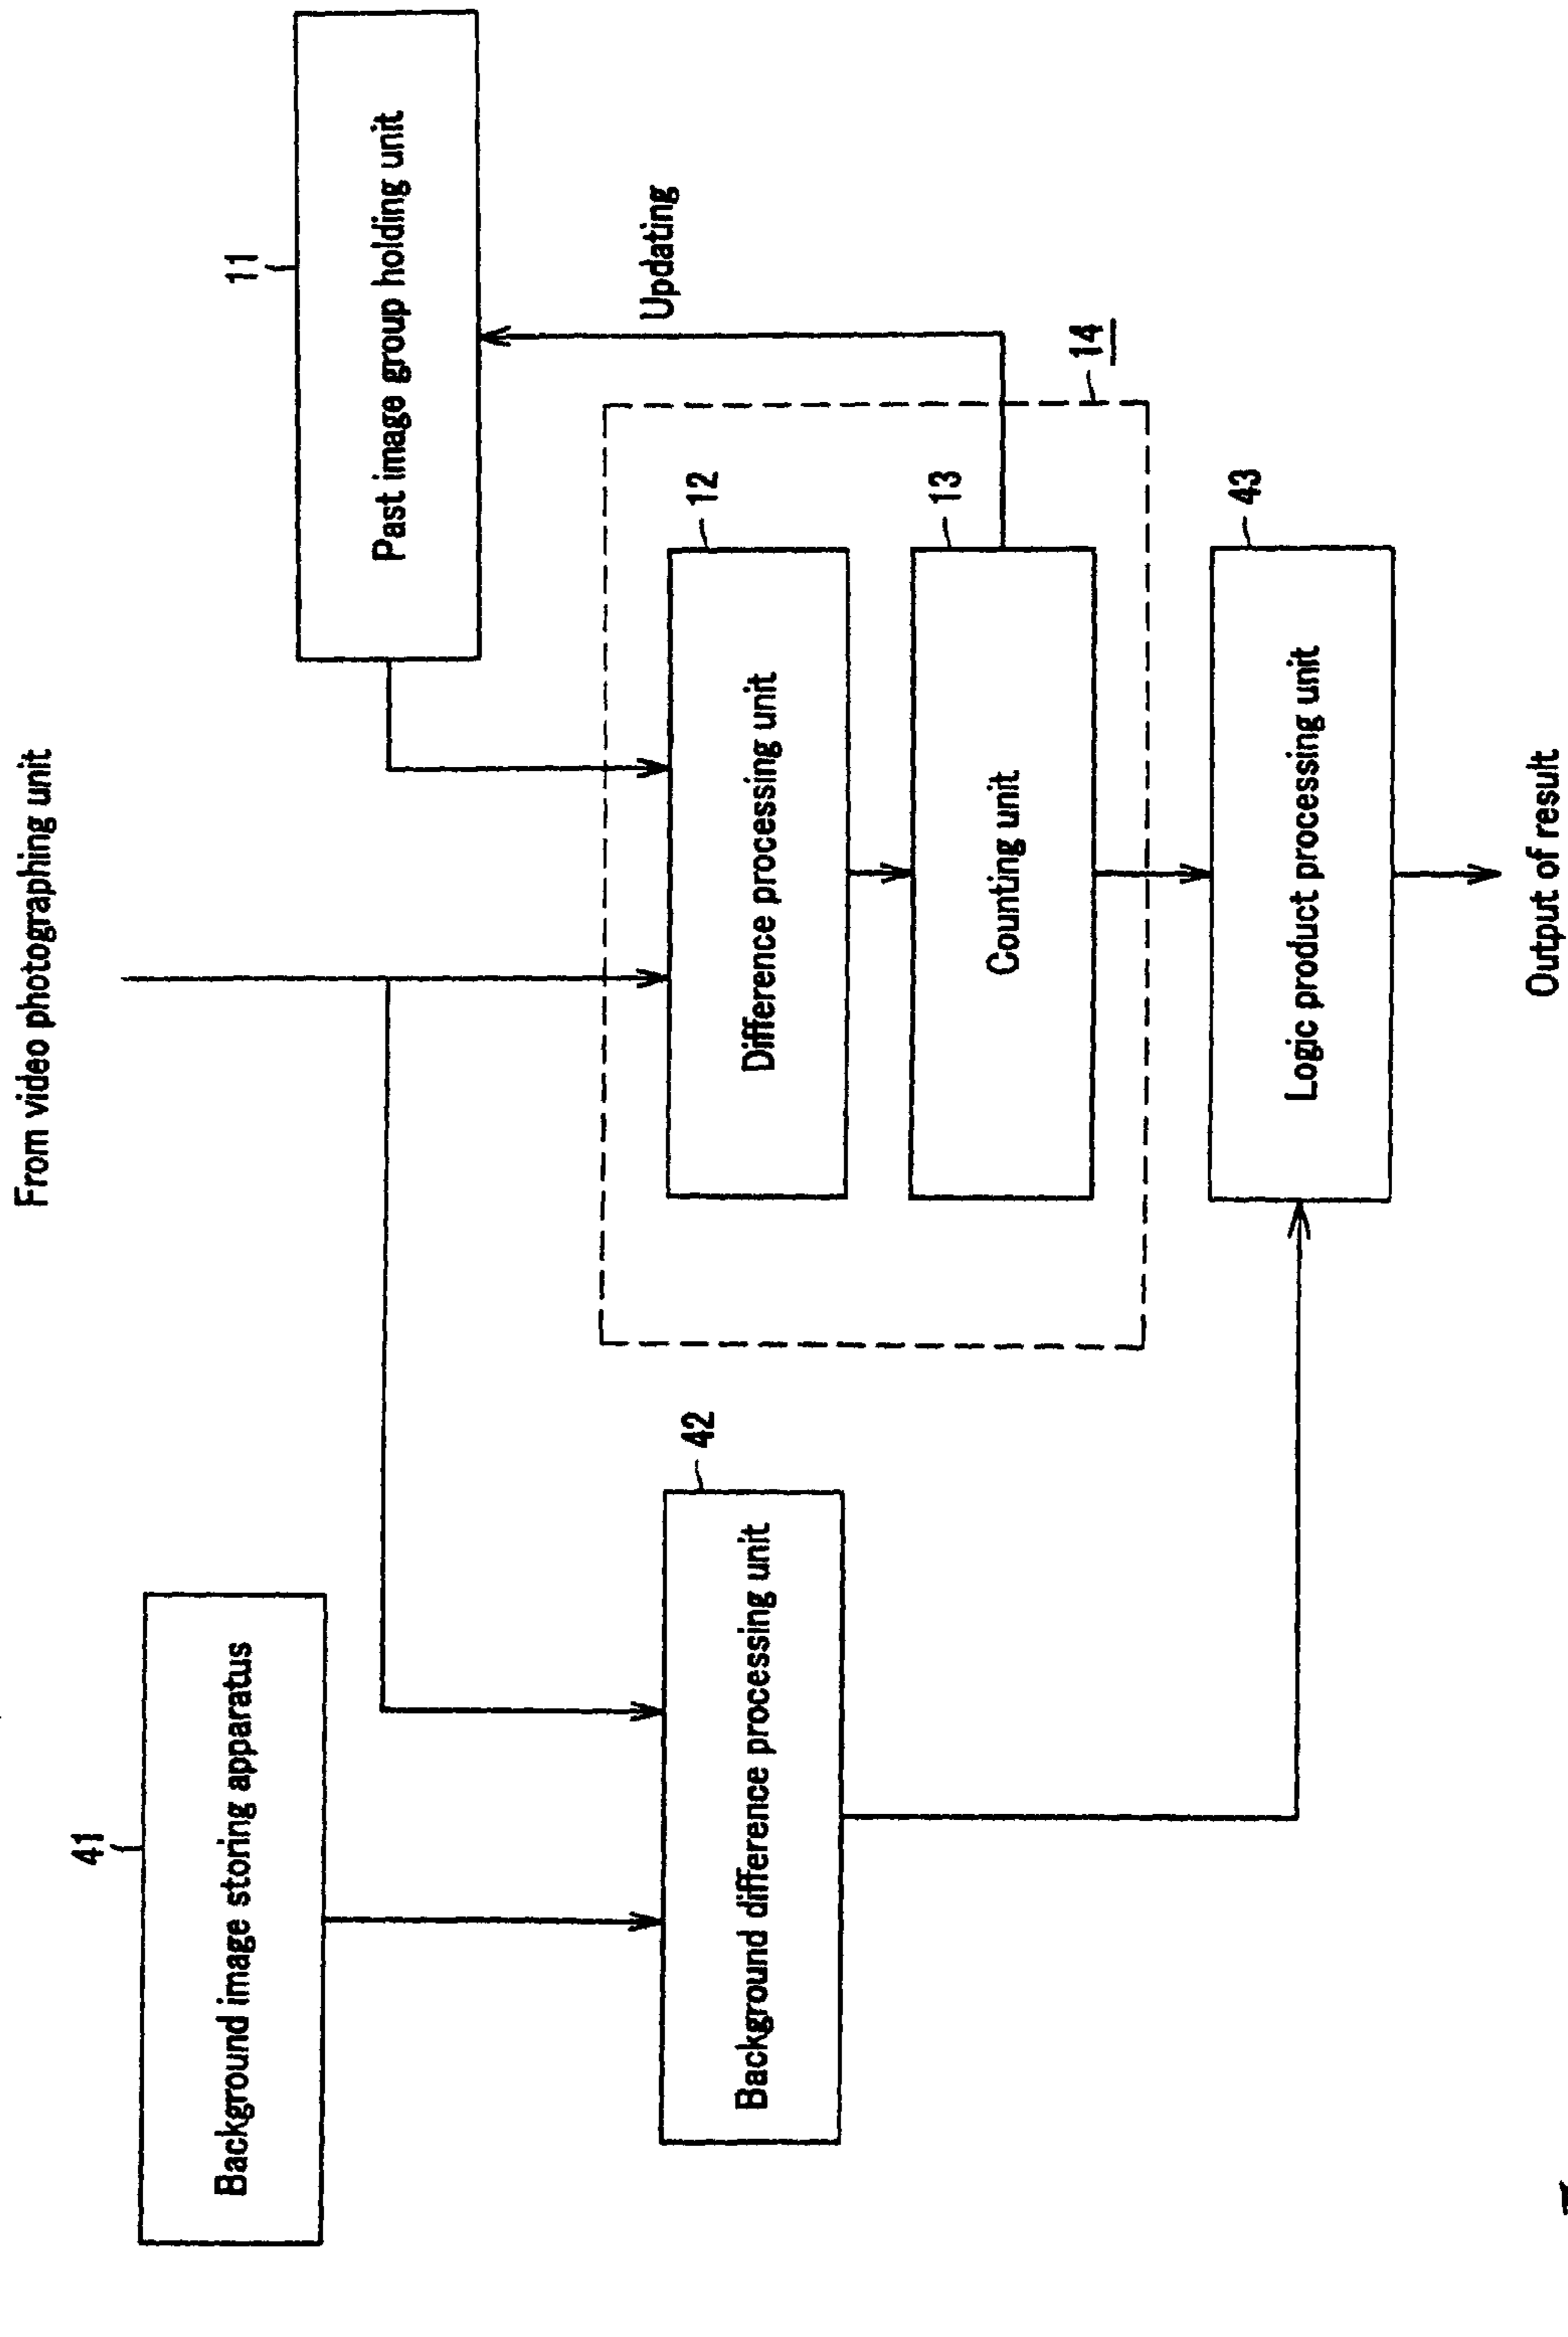 From video photographing unit
41
Background image storing apparatus
11
Past image group holding unit
Updating
42
Background difference processing unit
12
Difference processing unit
13
Counting unit
14
43
Logic product processing unit
Output of result